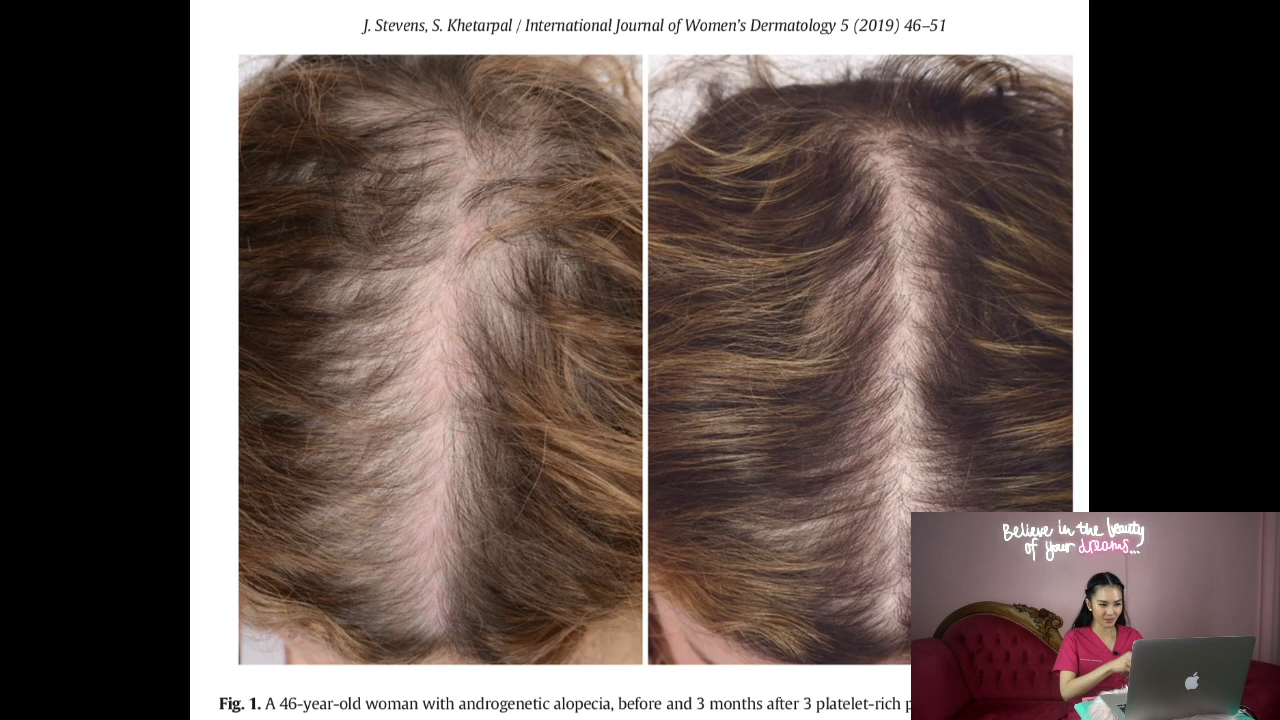 J. Stevens, S. Khetarpal / International Journal of Women's Dermatology 5 (2019) 46–51
Believe in the beauty
of your dreams...
Fig. 1. A 46-year-old woman with androgenetic alopecia, before and 3 months after 3 platelet-rich p